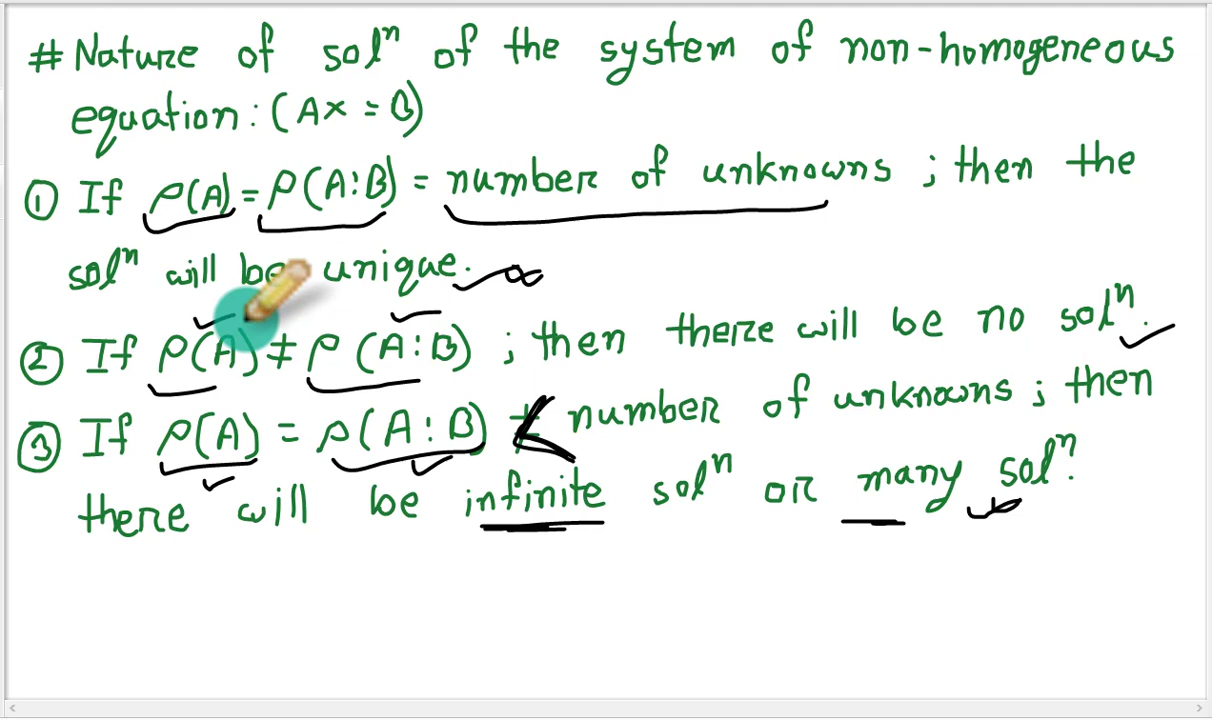 # Nature of solⁿ of the system of non-homogeneous
equation: (Ax = B)
① If ρ(A) = ρ(A:B) = number of unknowns ; then the
solⁿ will be unique.
② If ρ(A) ≠ ρ(A:B) ; then there will be no solⁿ.
③ If ρ(A) = ρ(A:B) < number of unknowns ; then
there will be infinite solⁿ or many solⁿ.